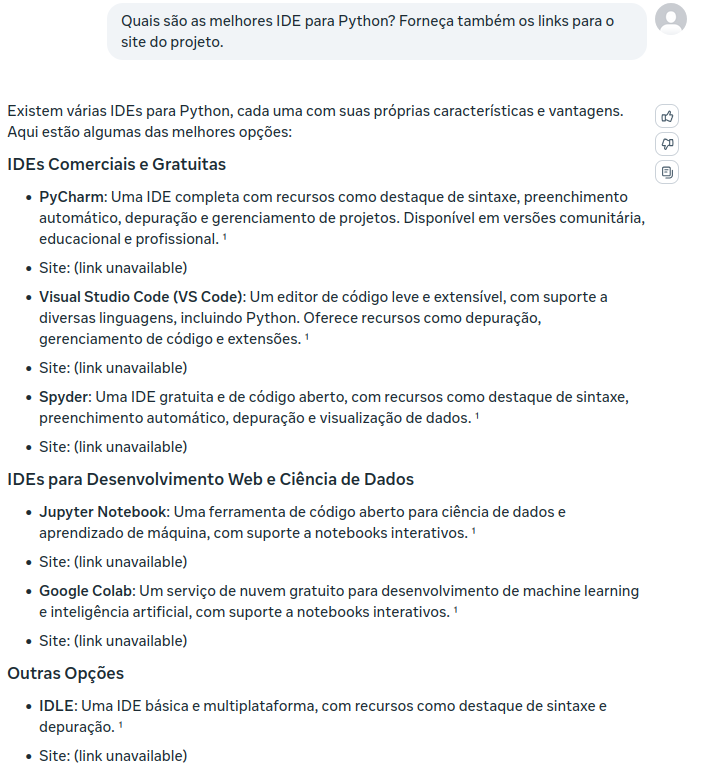 Quais são as melhores IDE para Python? Forneça também os links para o
site do projeto.
Existem várias IDEs para Python, cada uma com suas próprias características e vantagens.
Aqui estão algumas das melhores opções:
IDEs Comerciais e Gratuitas
• PyCharm: Uma IDE completa com recursos como destaque de sintaxe, preenchimento
automático, depuração e gerenciamento de projetos. Disponível em versões comunitária,
educacional e profissional. ¹
• Site: (link unavailable)
• Visual Studio Code (VS Code): Um editor de código leve e extensível, com suporte a
diversas linguagens, incluindo Python. Oferece recursos como depuração,
gerenciamento de código e extensões. ¹
• Site: (link unavailable)
• Spyder: Uma IDE gratuita e de código aberto, com recursos como destaque de sintaxe,
preenchimento automático, depuração e visualização de dados. ¹
• Site: (link unavailable)
IDEs para Desenvolvimento Web e Ciência de Dados
• Jupyter Notebook: Uma ferramenta de código aberto para ciência de dados e
aprendizado de máquina, com suporte a notebooks interativos. ¹
• Site: (link unavailable)
• Google Colab: Um serviço de nuvem gratuito para desenvolvimento de machine learning
e inteligência artificial, com suporte a notebooks interativos. ¹
• Site: (link unavailable)
Outras Opções
• IDLE: Uma IDE básica e multiplataforma, com recursos como destaque de sintaxe e
depuração. ¹
• Site: (link unavailable)